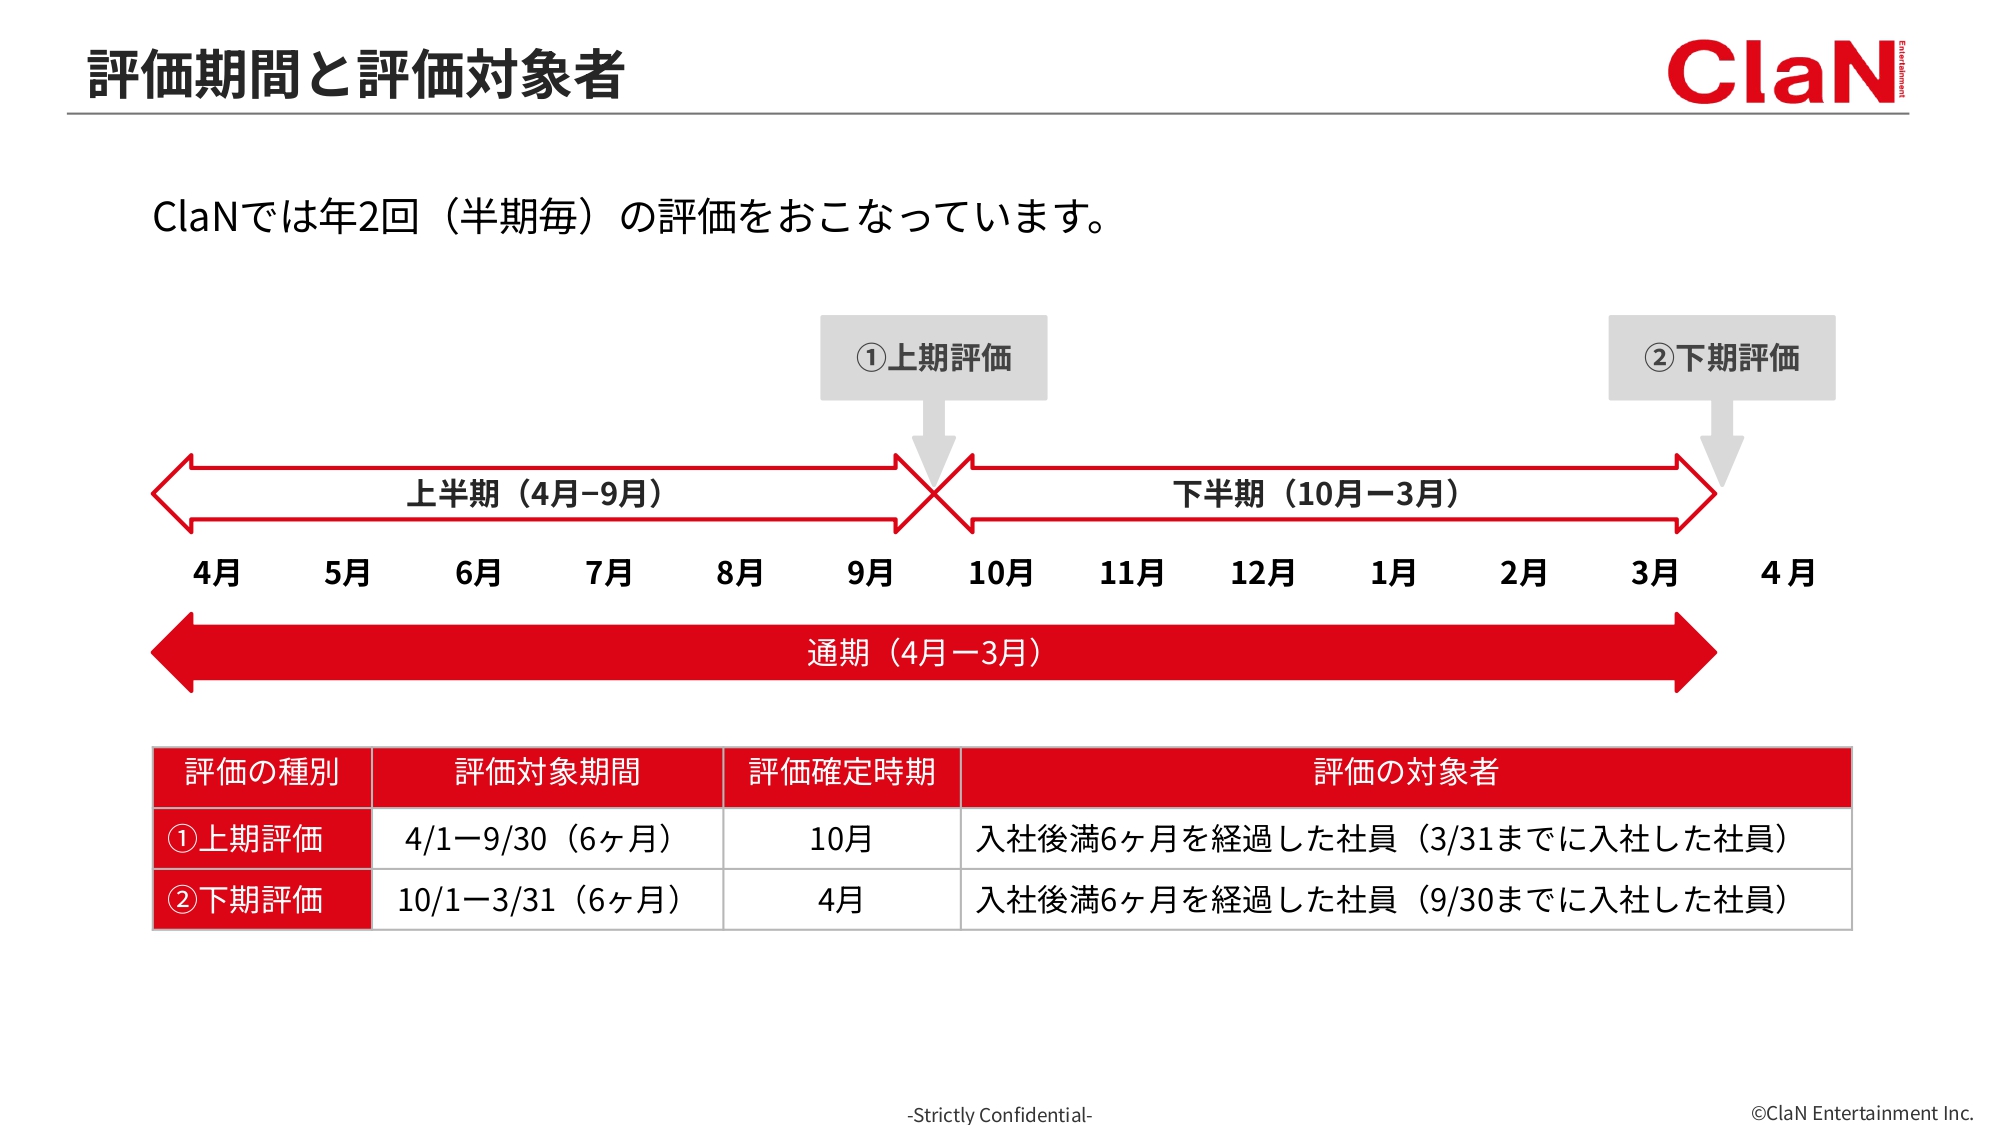 評価期間と評価対象者
ClaN Entertainment
ClaNでは年2回（半期毎）の評価をおこなっています。
①上期評価
②下期評価
上半期（4月–9月）
下半期（10月ー3月）
4月 5月 6月 7月 8月 9月 10月 11月 12月 1月 2月 3月 4月
通期（4月ー3月）
評価の種別 評価対象期間 評価確定時期 評価の対象者
①上期評価 4/1ー9/30（6ヶ月） 10月 入社後満6ヶ月を経過した社員（3/31までに入社した社員）
②下期評価 10/1ー3/31（6ヶ月） 4月 入社後満6ヶ月を経過した社員（9/30までに入社した社員）
-Strictly Confidential-
©ClaN Entertainment Inc.